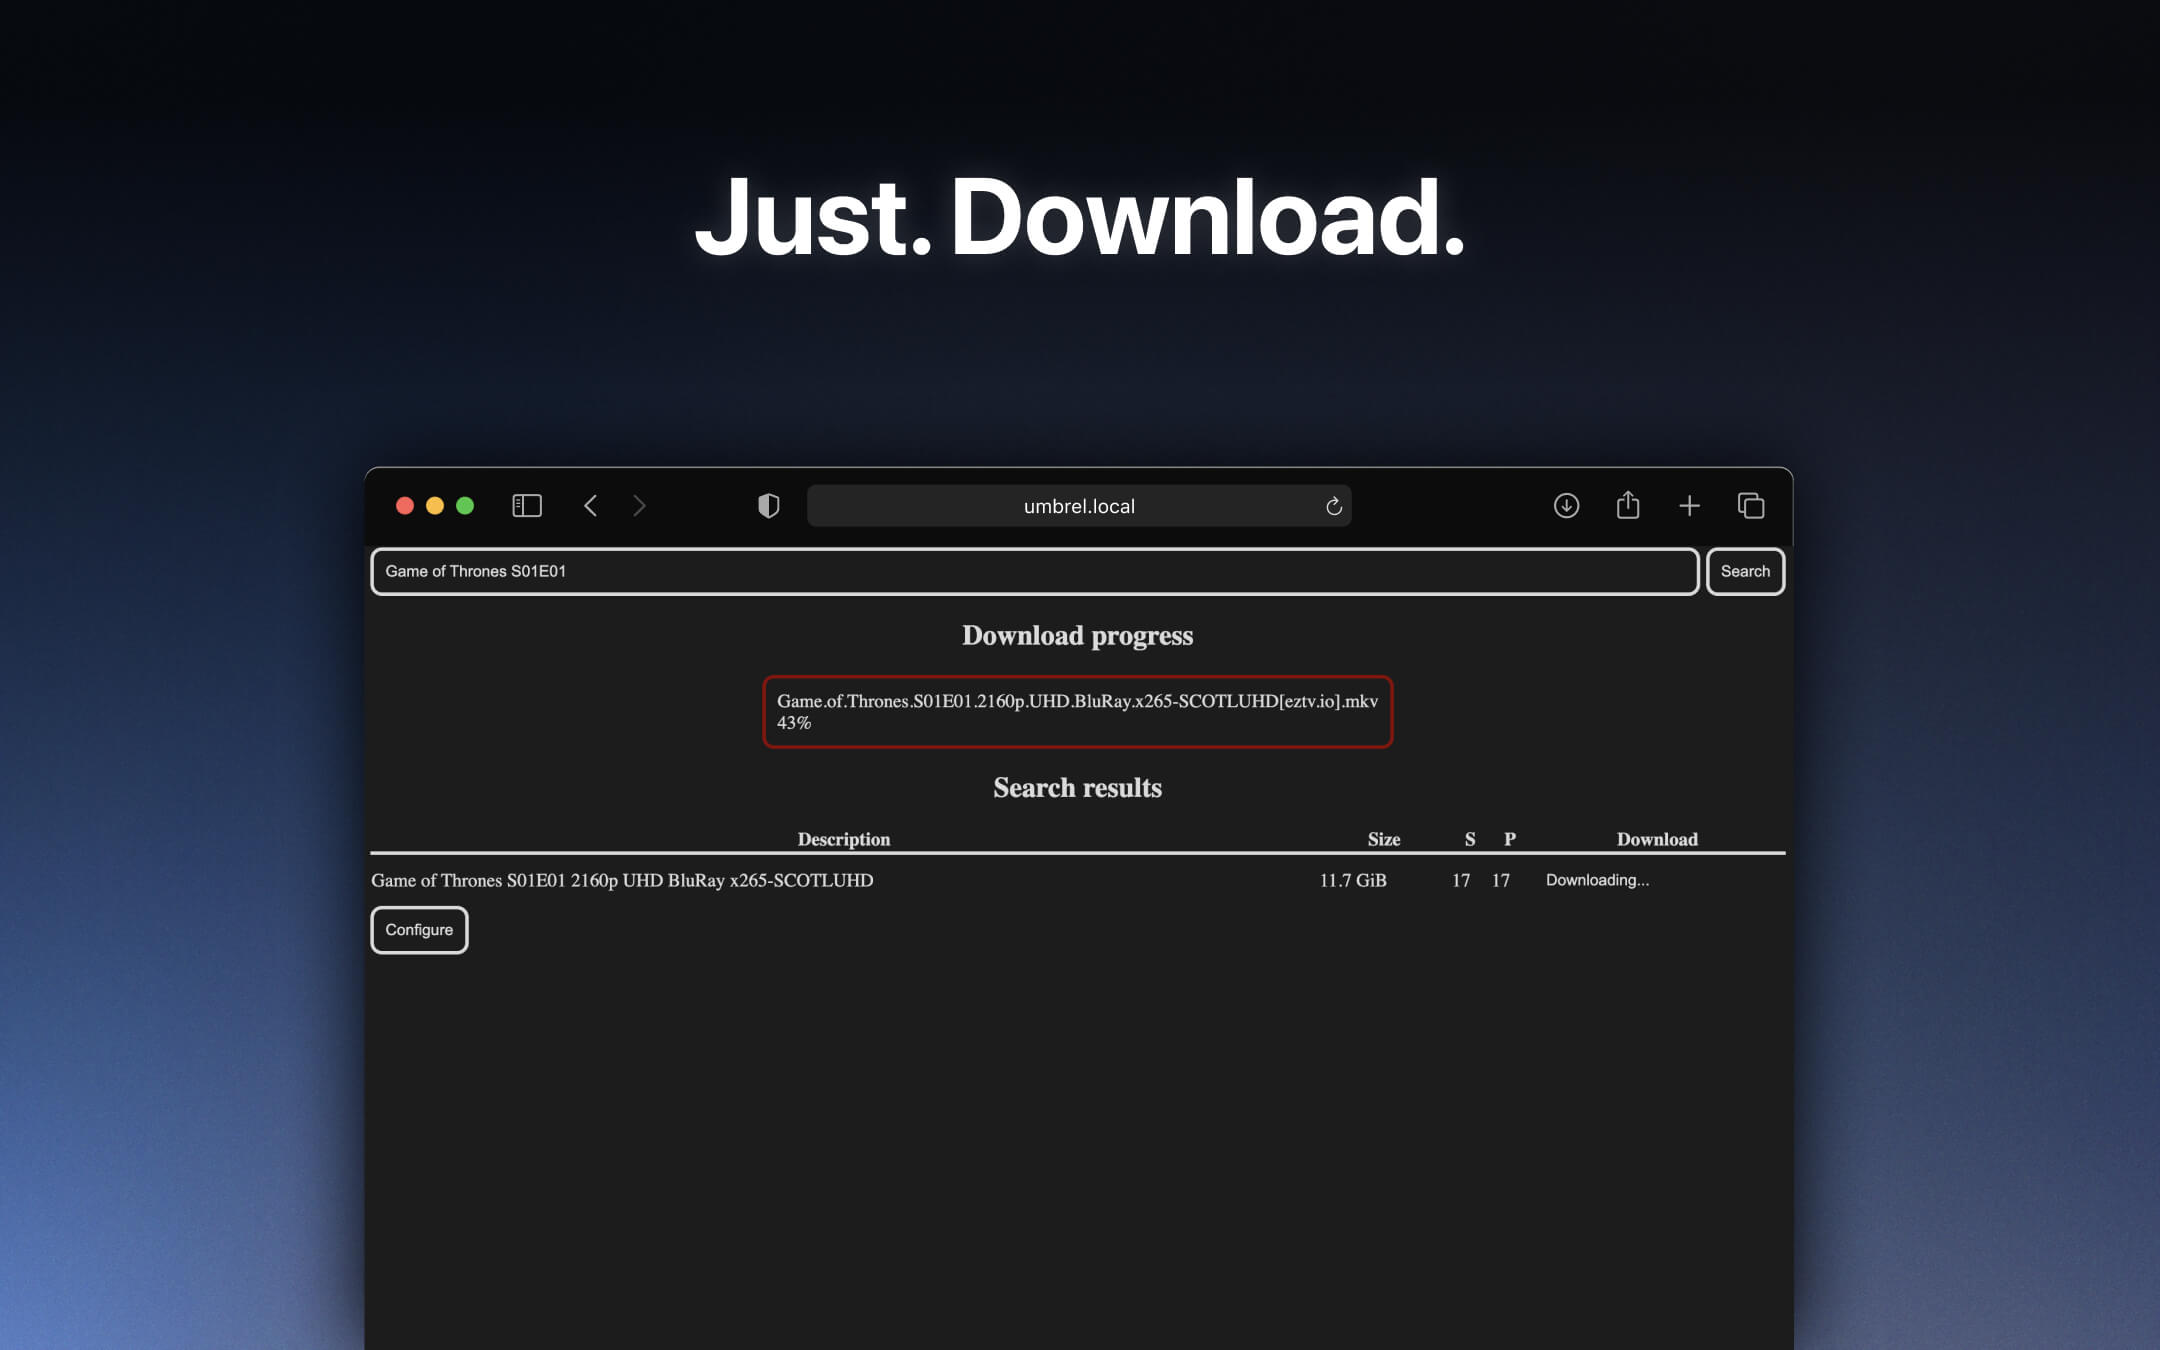 Just. Download.
umbrel.local
Game of Thrones S01E01
Search
Download progress
Game.of.Thrones.S01E01.2160p.UHD.BluRay.x265-SCOTLUHD[eztv.io].mkv
43%
Search results
Description Size S P Download
Game of Thrones S01E01 2160p UHD BluRay x265-SCOTLUHD 11.7 GiB 17 17 Downloading...
Configure